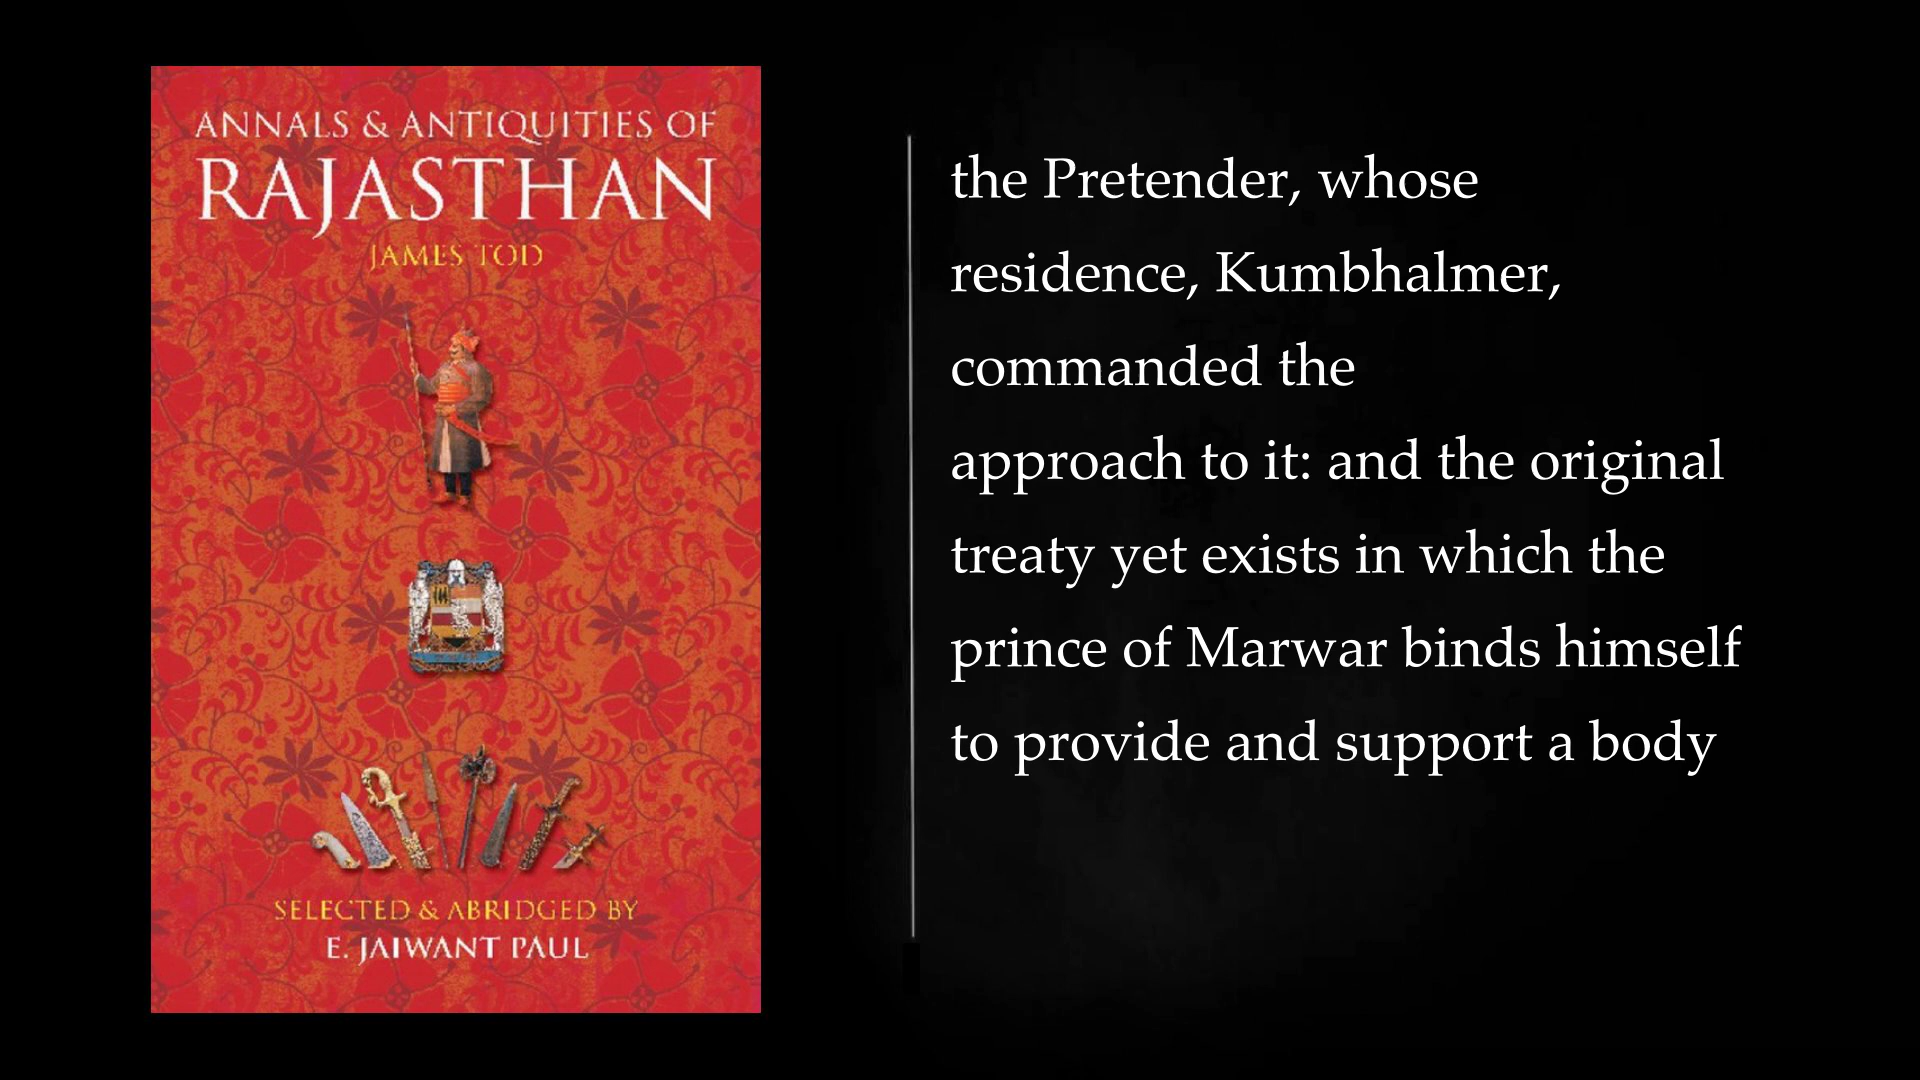 ANNALS & ANTIQUITIES OF
RAJASTHAN
JAMES TOD
SELECTED & ABRIDGED BY
E. JAIWANT PAUL
the Pretender, whose
residence, Kumbhalmer,
commanded the
approach to it: and the original
treaty yet exists in which the
prince of Marwar binds himself
to provide and support a body